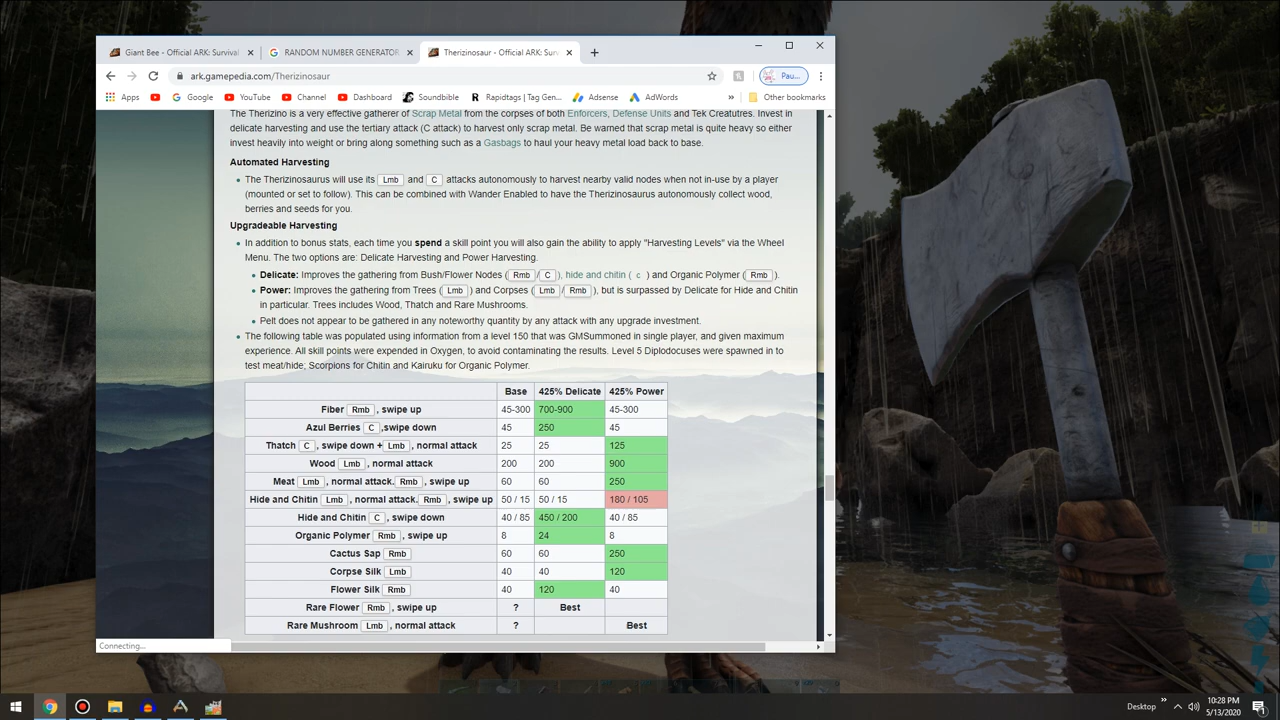 Giant Bee - Official ARK: Survival
RANDOM NUMBER GENERATOR
Therizinosaur - Official ARK: Surv
ark.gamepedia.com/Therizinosaur
Pau...
Apps
Google
YouTube
Channel
Dashboard
Soundbible
Rapidtags | Tag Gen...
Adsense
AdWords
»
Other bookmarks
The Therizino is a very effective gatherer of Scrap Metal from the corpses of both Enforcers, Defense Units and Tek Creatutres. Invest in
delicate harvesting and use the tertiary attack (C attack) to harvest only scrap metal. Be warned that scrap metal is quite heavy so either
invest heavily into weight or bring along something such as a Gasbags to haul your heavy metal load back to base.
Automated Harvesting
• The Therizinosaurus will use its Lmb and C attacks autonomously to harvest nearby valid nodes when not in-use by a player
(mounted or set to follow). This can be combined with Wander Enabled to have the Therizinosaurus autonomously collect wood,
berries and seeds for you.
Upgradeable Harvesting
• In addition to bonus stats, each time you spend a skill point you will also gain the ability to apply "Harvesting Levels" via the Wheel
Menu. The two options are: Delicate Harvesting and Power Harvesting.
• Delicate: Improves the gathering from Bush/Flower Nodes ( Rmb / C ), hide and chitin ( c ) and Organic Polymer ( Rmb ).
• Power: Improves the gathering from Trees ( Lmb ) and Corpses ( Lmb / Rmb ), but is surpassed by Delicate for Hide and Chitin
in particular. Trees includes Wood, Thatch and Rare Mushrooms.
• Pelt does not appear to be gathered in any noteworthy quantity by any attack with any upgrade investment.
• The following table was populated using information from a level 150 that was GMSummoned in single player, and given maximum
experience. All skill points were expended in Oxygen, to avoid contaminating the results. Level 5 Diplodocuses were spawned in to
test meat/hide; Scorpions for Chitin and Kairuku for Organic Polymer.
Base 425% Delicate 425% Power
Fiber Rmb , swipe up 45-300 700-900 45-300
Azul Berries C ,swipe down 45 250 45
Thatch C , swipe down + Lmb , normal attack 25 25 125
Wood Lmb , normal attack 200 200 900
Meat Lmb , normal attack. Rmb , swipe up 60 60 250
Hide and Chitin Lmb , normal attack. Rmb , swipe up 50 / 15 50 / 15 180 / 105
Hide and Chitin C , swipe down 40 / 85 450 / 200 40 / 85
Organic Polymer Rmb , swipe up 8 24 8
Cactus Sap Rmb 60 60 250
Corpse Silk Lmb 40 40 120
Flower Silk Rmb 40 120 40
Rare Flower Rmb , swipe up ? Best
Rare Mushroom Lmb , normal attack ? Best
Connecting...
Desktop
»
10:28 PM
5/13/2020
1